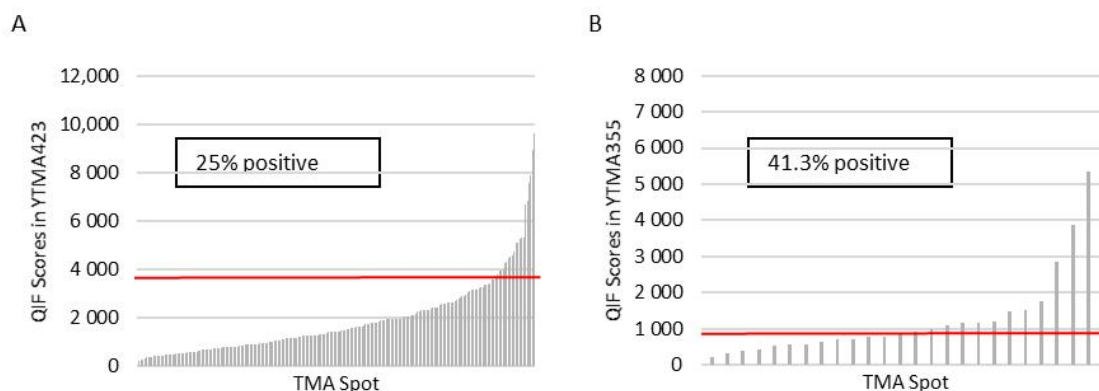 A
QIF Scores in YTMA423
12,000
10,000
8 000
6 000
4 000
2 000
0
25% positive
TMA Spot
B
QIF Scores in YTMA355
8 000
7 000
6 000
5 000
4 000
3 000
2 000
1 000
0
41.3% positive
TMA Spot